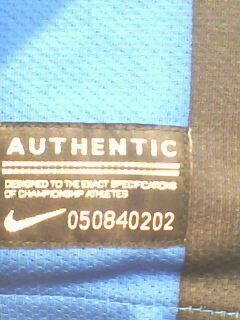 AUTHENTIC
DESIGNED TO THE EXACT SPECIFICATIONS
OF CHAMPIONSHIP ATHLETES
050840202